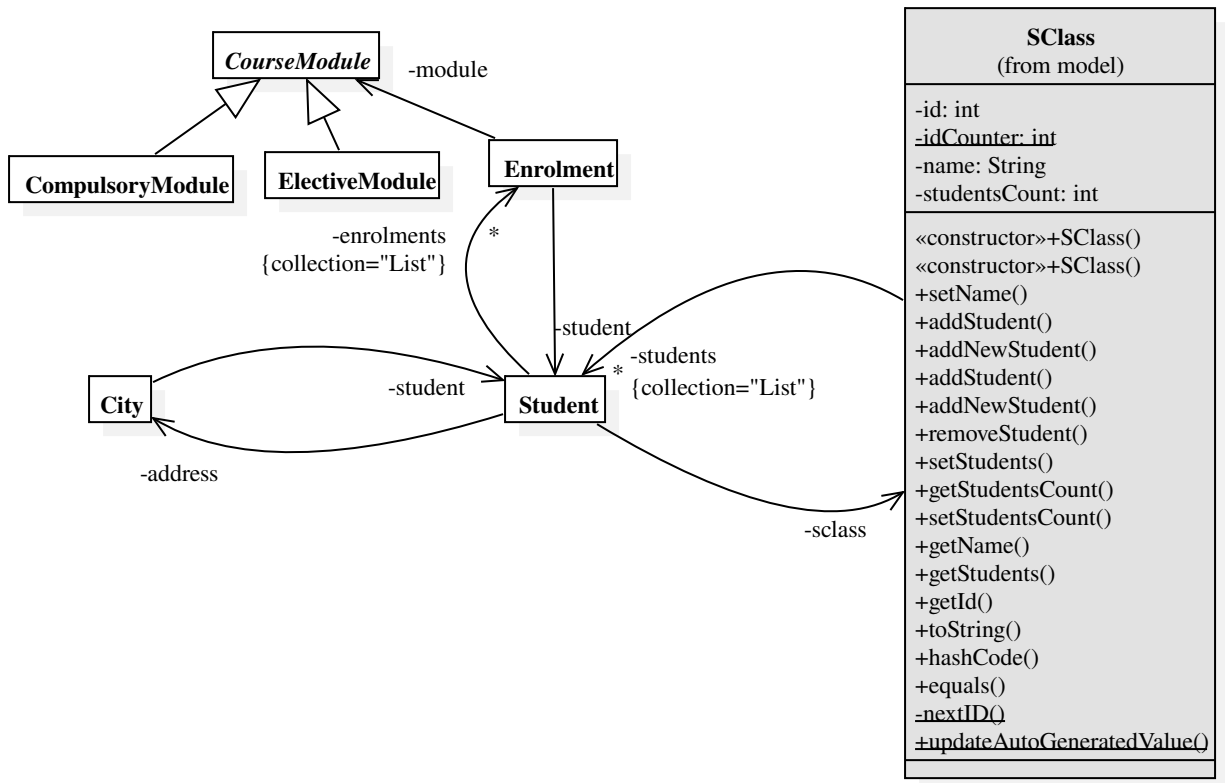 CourseModule
-module
CompulsoryModule
ElectiveModule
Enrolment
-enrolments
*
{collection="List"}
-student
-students
*
{collection="List"}
-student
City
Student
-address
-sclass
SClass
(from model)
-id: int
-idCounter: int
-name: String
-studentsCount: int
«constructor»+SClass()
«constructor»+SClass()
+setName()
+addStudent()
+addNewStudent()
+addStudent()
+addNewStudent()
+removeStudent()
+setStudents()
+getStudentsCount()
+setStudentsCount()
+getName()
+getStudents()
+getId()
+toString()
+hashCode()
+equals()
-nextID()
+updateAutoGeneratedValue()